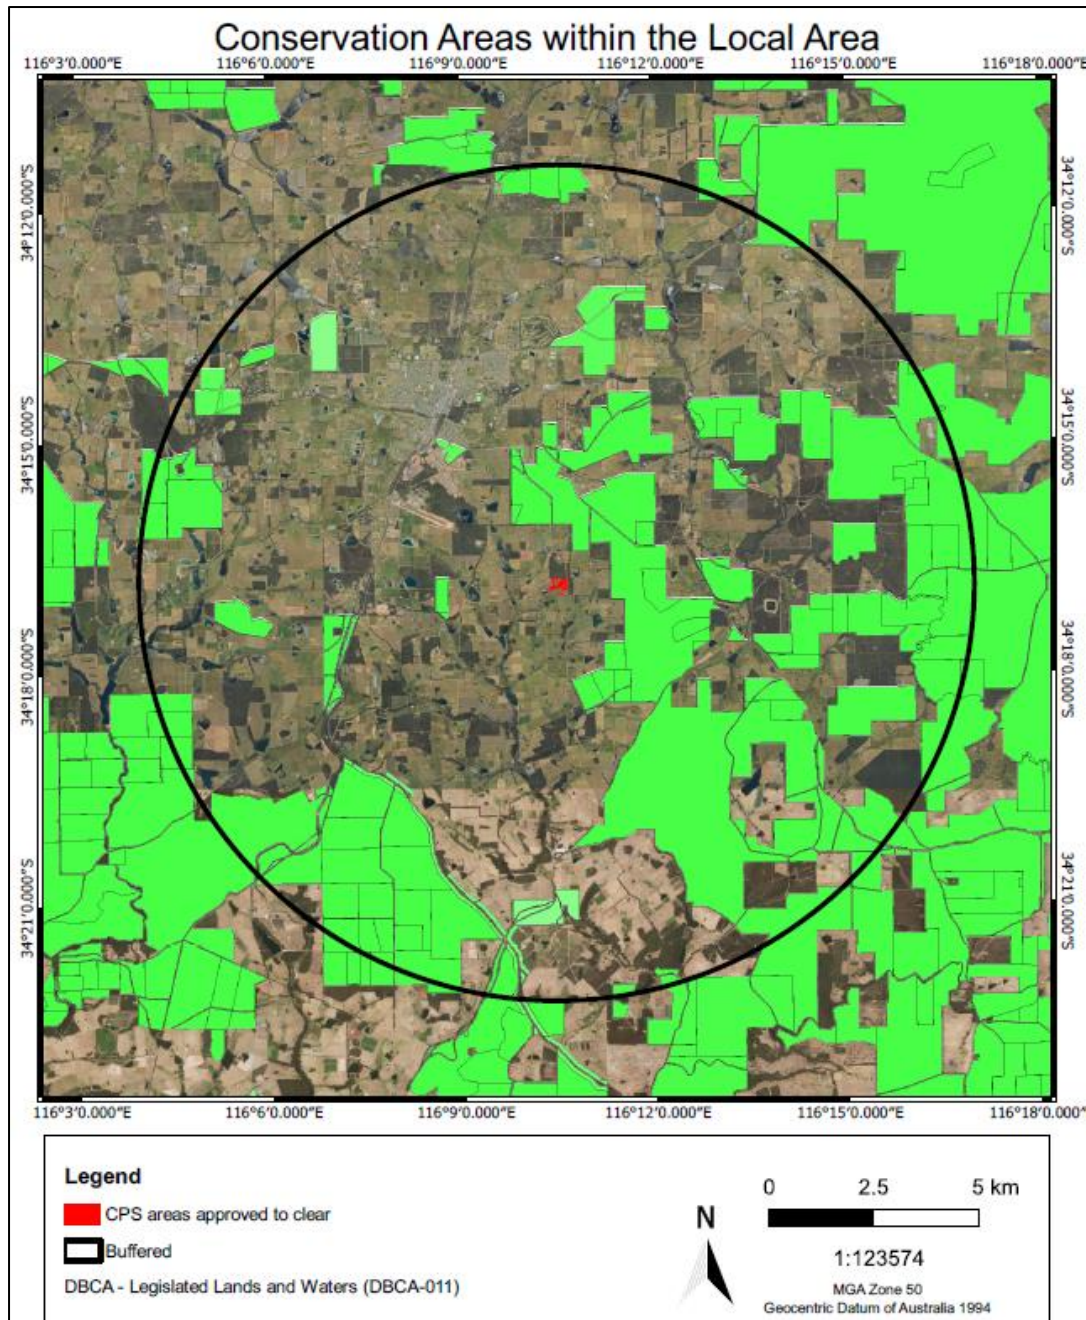 Conservation Areas within the Local Area
116°3'0.000"E 116°6'0.000"E 116°9'0.000"E 116°12'0.000"E 116°15'0.000"E 116°18'0.000"E
34°12'0.000"S 34°12'0.000"S
34°15'0.000"S 34°15'0.000"S
34°18'0.000"S 34°18'0.000"S
34°21'0.000"S 34°21'0.000"S
116°3'0.000"E 116°6'0.000"E 116°9'0.000"E 116°12'0.000"E 116°15'0.000"E 116°18'0.000"E
Legend
CPS areas approved to clear
Buffered
DBCA - Legislated Lands and Waters (DBCA-011)
N
0 2.5 5 km
1:123574
MGA Zone 50
Geocentric Datum of Australia 1994